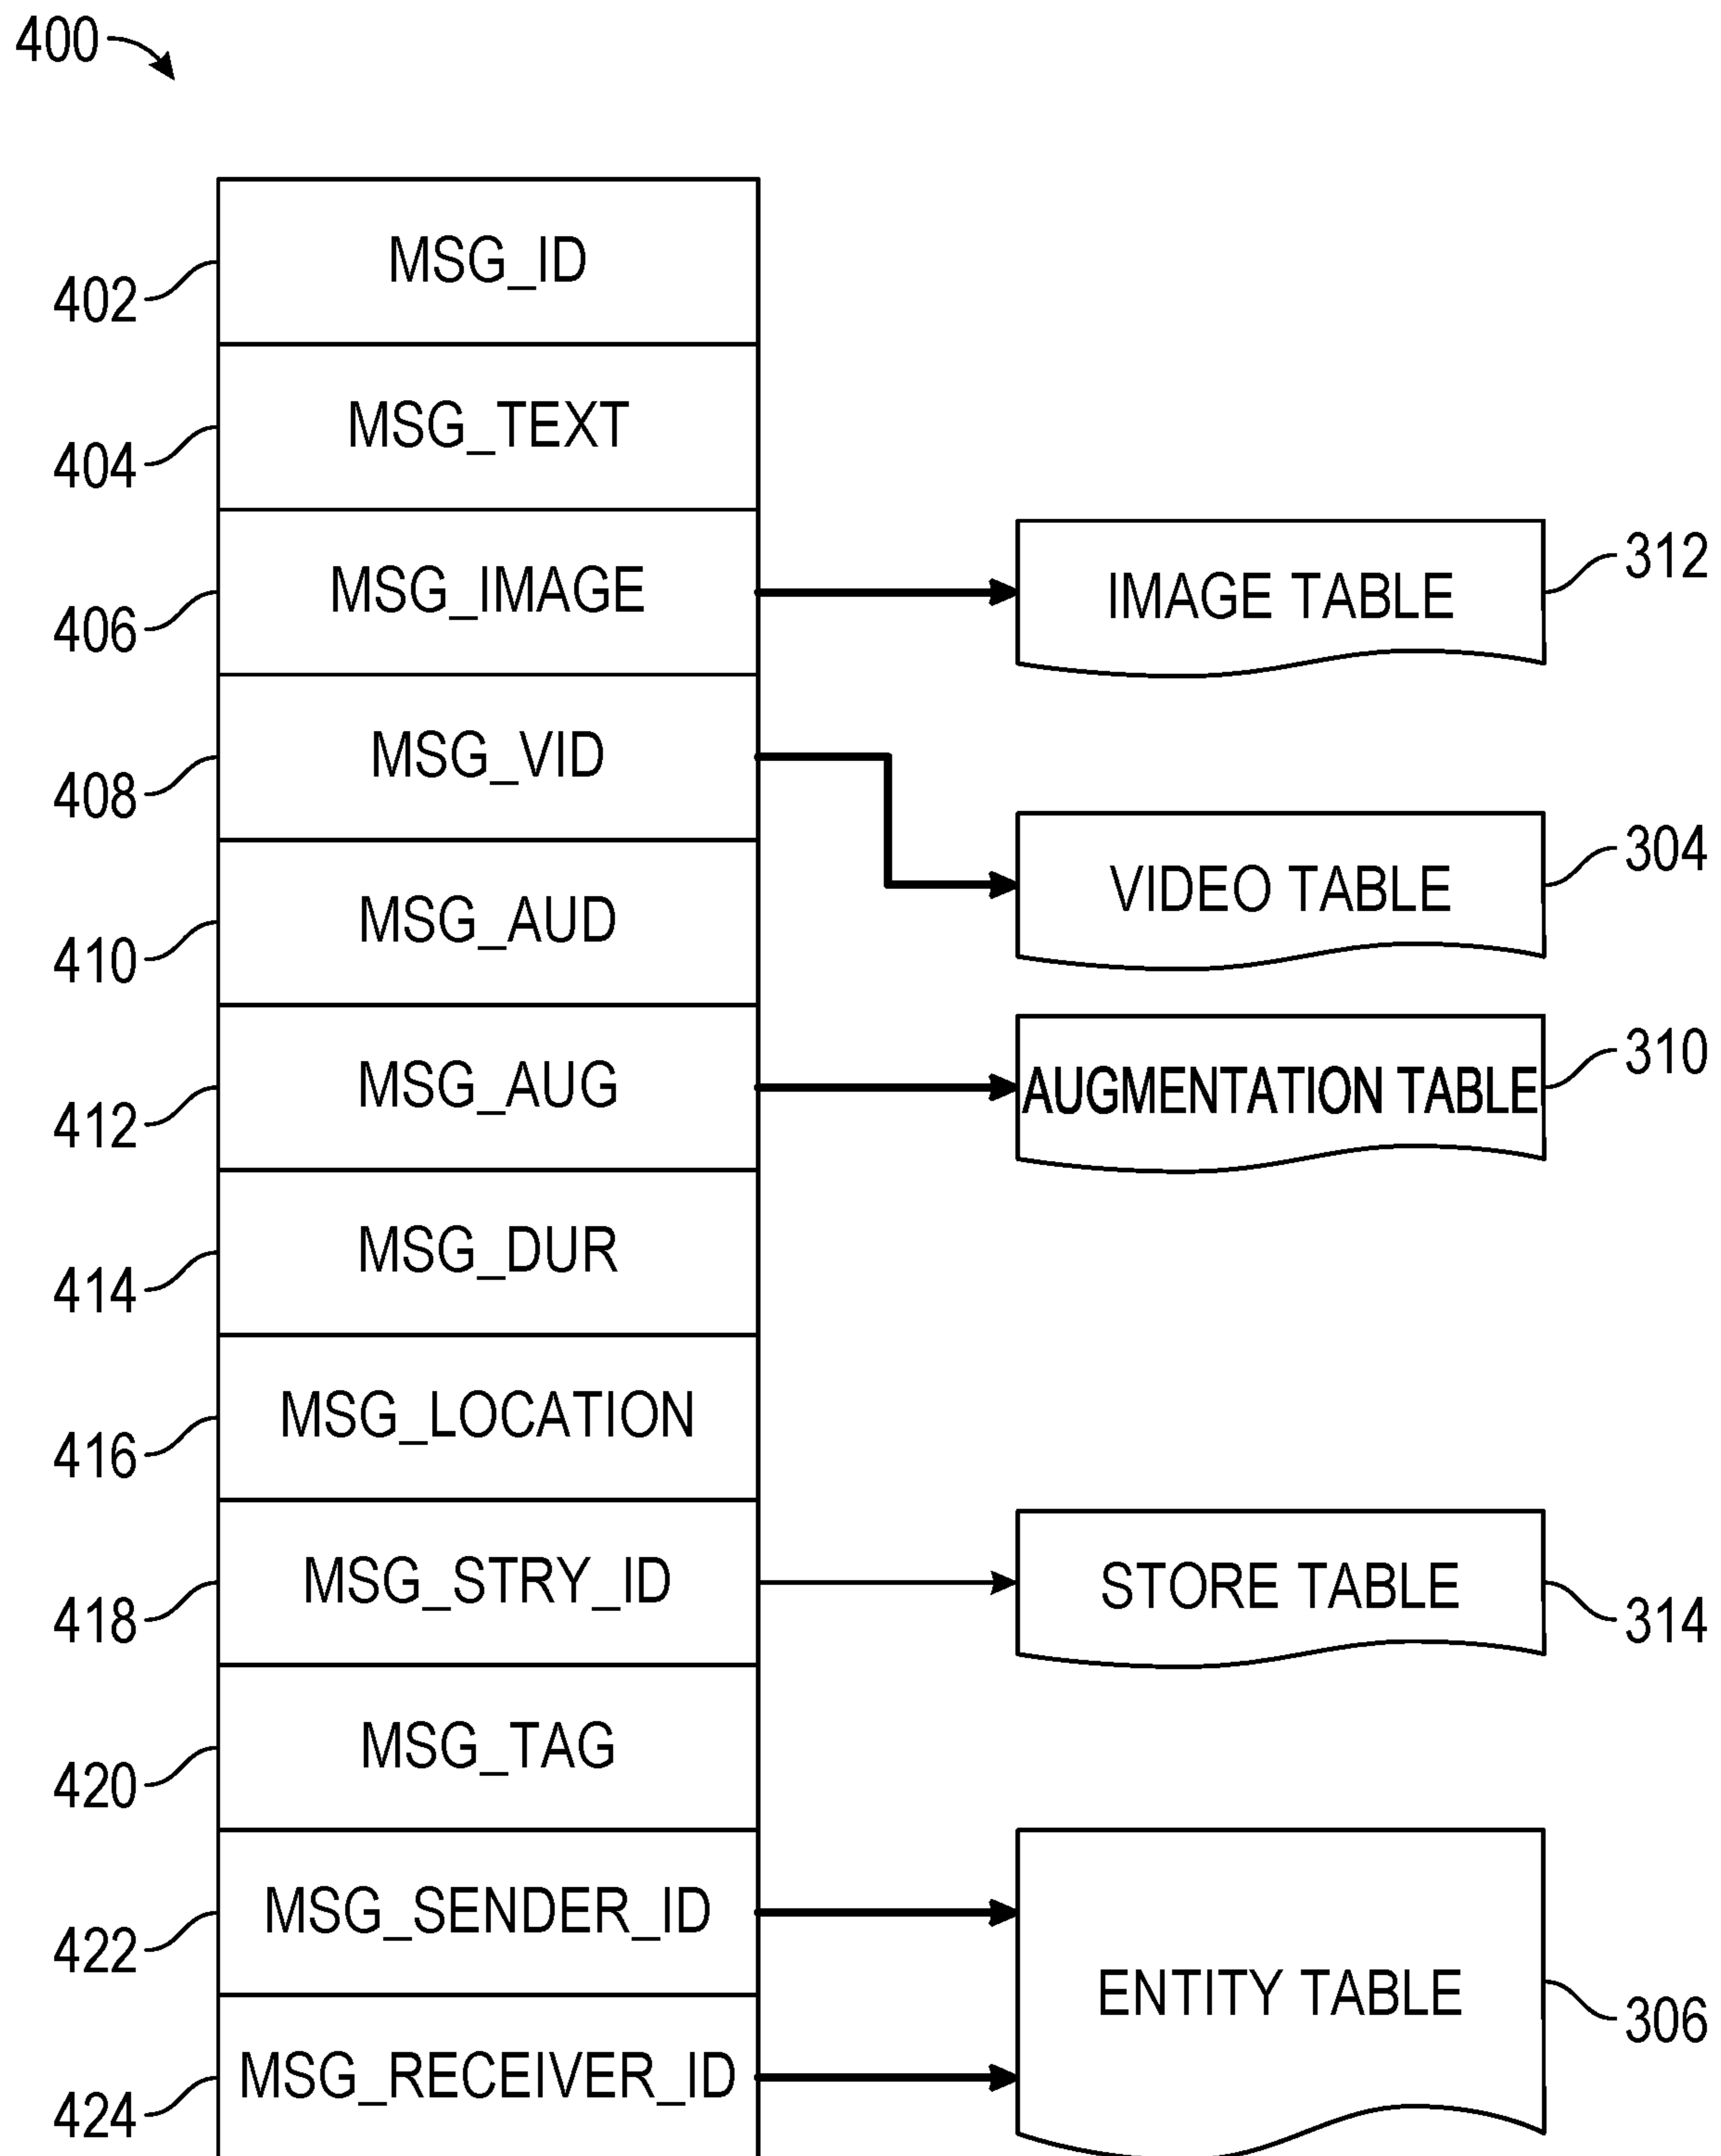 400
402 MSG_ID
404 MSG_TEXT
406 MSG_IMAGE IMAGE TABLE 312
408 MSG_VID VIDEO TABLE 304
410 MSG_AUD
412 MSG_AUG AUGMENTATION TABLE 310
414 MSG_DUR
416 MSG_LOCATION
418 MSG_STRY_ID STORE TABLE 314
420 MSG_TAG
422 MSG_SENDER_ID ENTITY TABLE 306
424 MSG_RECEIVER_ID